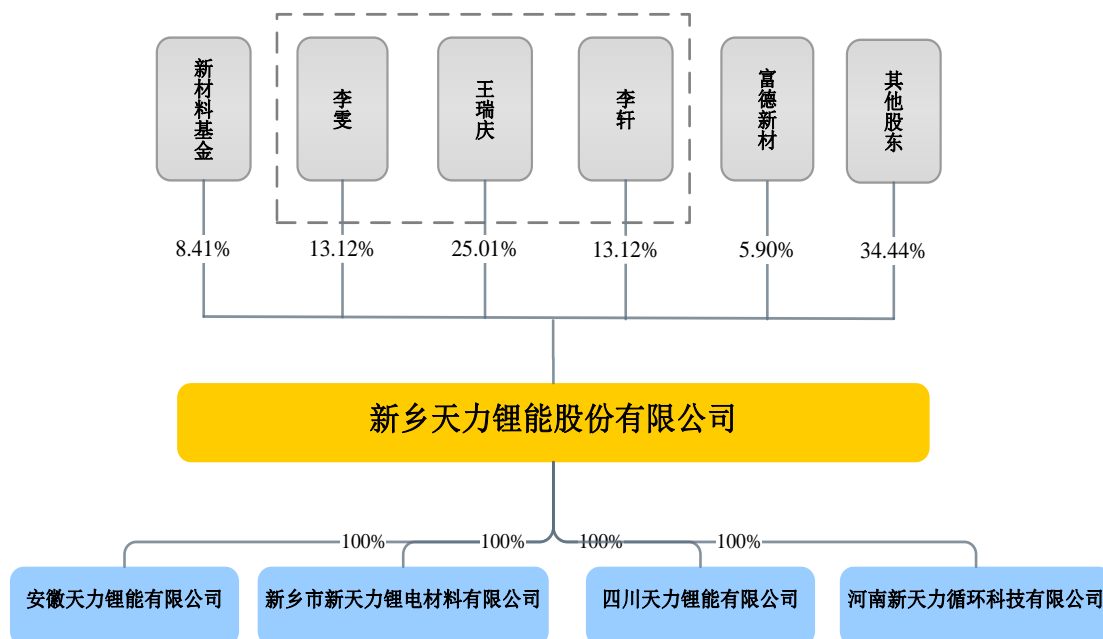 新材料基金
李雯
王瑞庆
李轩
富德新材
其他股东
8.41%
13.12%
25.01%
13.12%
5.90%
34.44%
新乡天力锂能股份有限公司
100%
100%
100%
100%
安徽天力锂能有限公司
新乡市新天力锂电材料有限公司
四川天力锂能有限公司
河南新天力循环科技有限公司